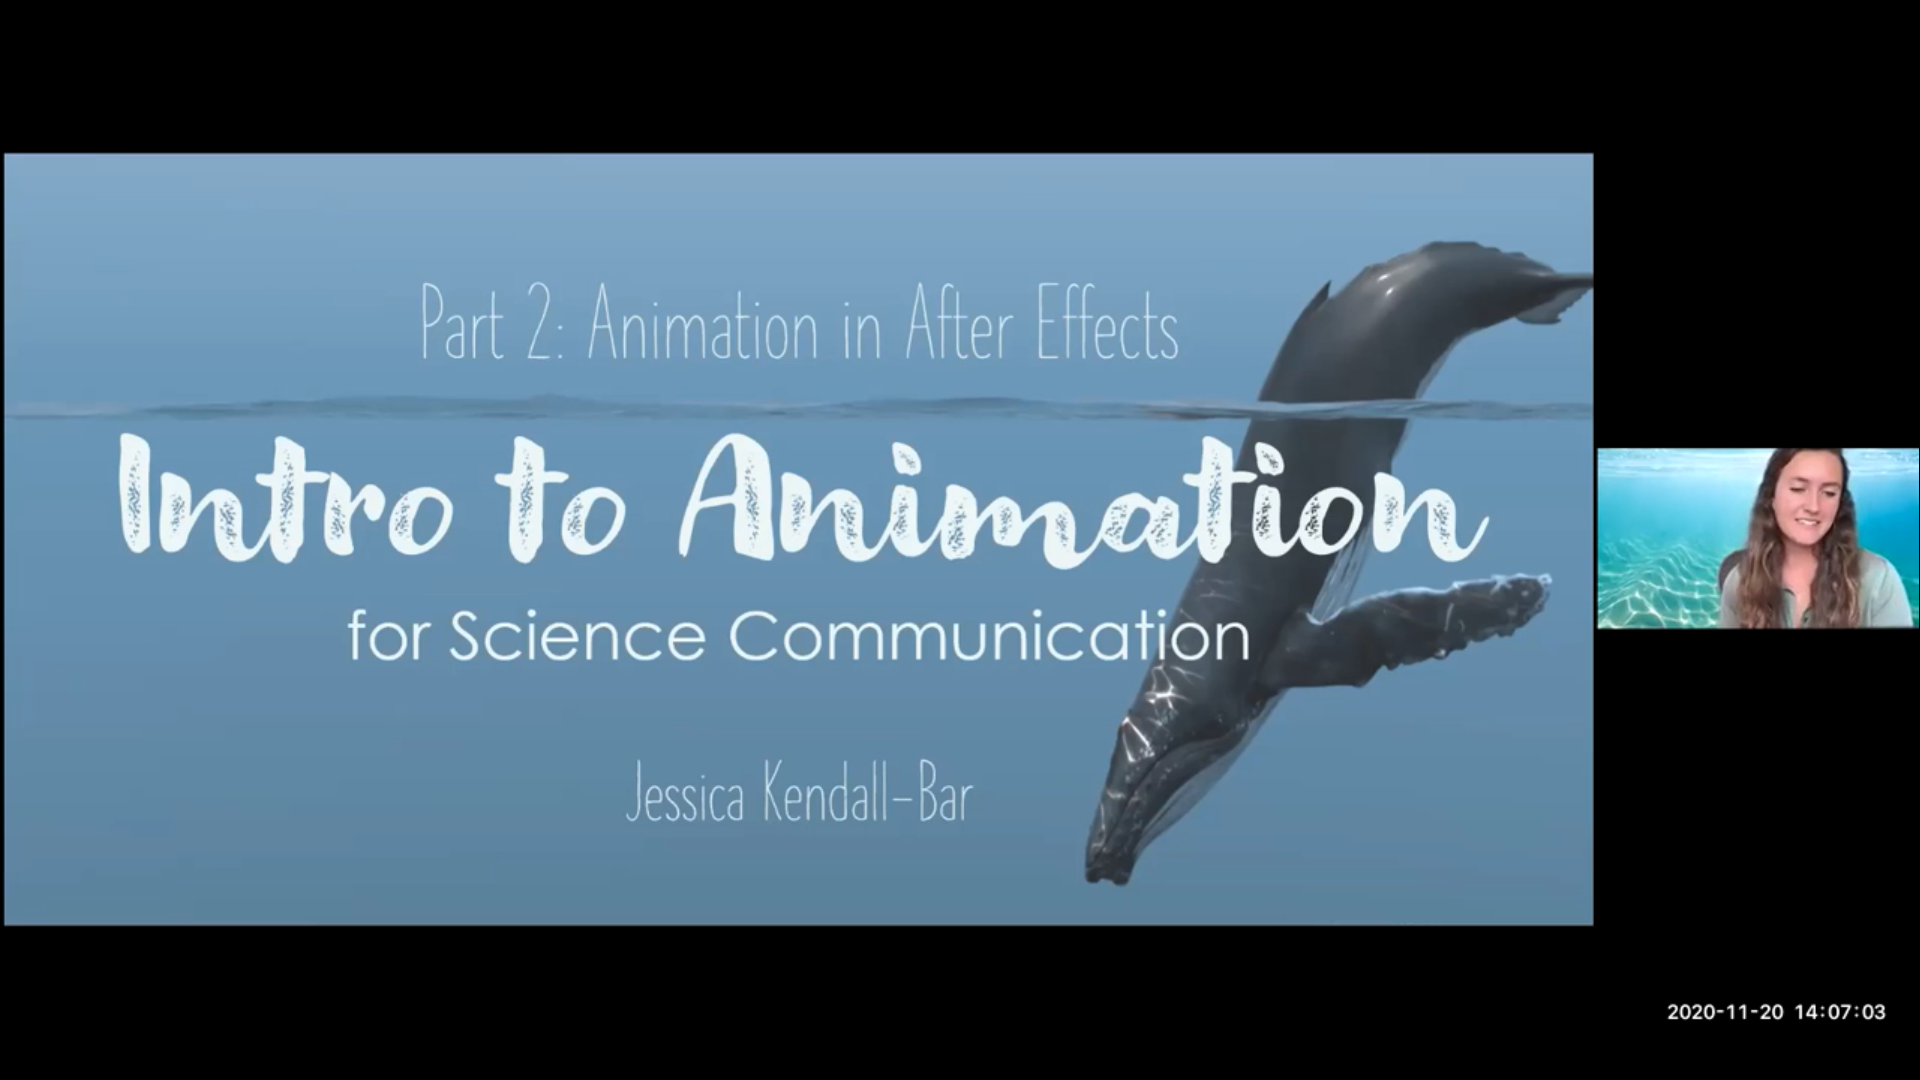 Part 2: Animation in After Effects
Intro to Animation
for Science Communication
Jessica Kendall-Bar
2020-11-20 14:07:03